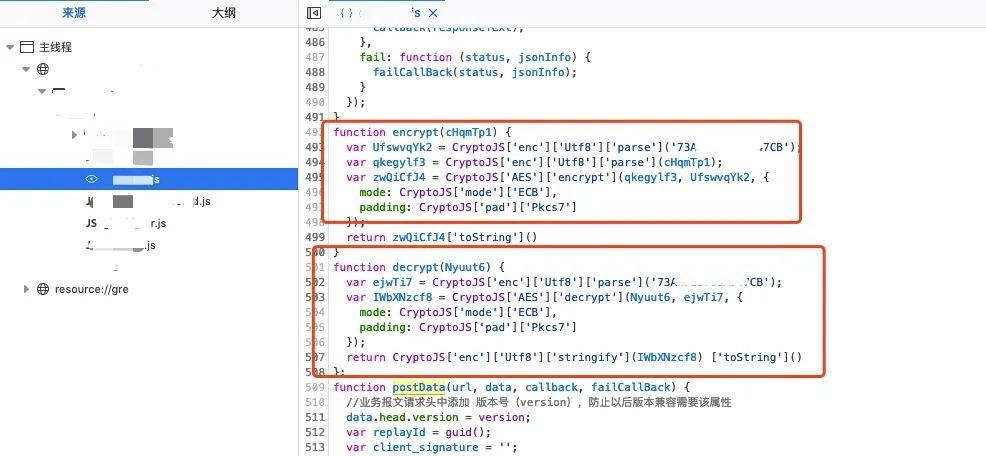 来源
大纲
主线程
js
d.js
JS r.js
.js
resource://gre
{ } s ×
485 callback(responseText);
486 },
487 fail: function (status, jsonInfo) {
488 failCallBack(status, jsonInfo);
489 }
490 });
491 }
492 function encrypt(cHqmTp1) {
493 var UfswvqYk2 = CryptoJS['enc']['Utf8']['parse']('73A 7CB');
494 var qkegylf3 = CryptoJS['enc']['Utf8']['parse'](cHqmTp1);
495 var zwQiCfJ4 = CryptoJS['AES']['encrypt'](qkegylf3, UfswvqYk2, {
496 mode: CryptoJS['mode']['ECB'],
497 padding: CryptoJS['pad']['Pkcs7']
498 });
499 return zwQiCfJ4['toString']()
500 }
501 function decrypt(Nyuut6) {
502 var ejwTi7 = CryptoJS['enc']['Utf8']['parse']('73A 7CB');
503 var IWbXNzcf8 = CryptoJS['AES']['decrypt'](Nyuut6, ejwTi7, {
504 mode: CryptoJS['mode']['ECB'],
505 padding: CryptoJS['pad']['Pkcs7']
506 });
507 return CryptoJS['enc']['Utf8']['stringify'](IWbXNzcf8) ['toString']()
508 };
509 function postData(url, data, callback, failCallBack) {
510 //业务报文请求头中添加 版本号（version），防止以后版本兼容需要该属性
511 data.head.version = version;
512 var replayId = guid();
513 var client_signature = '';